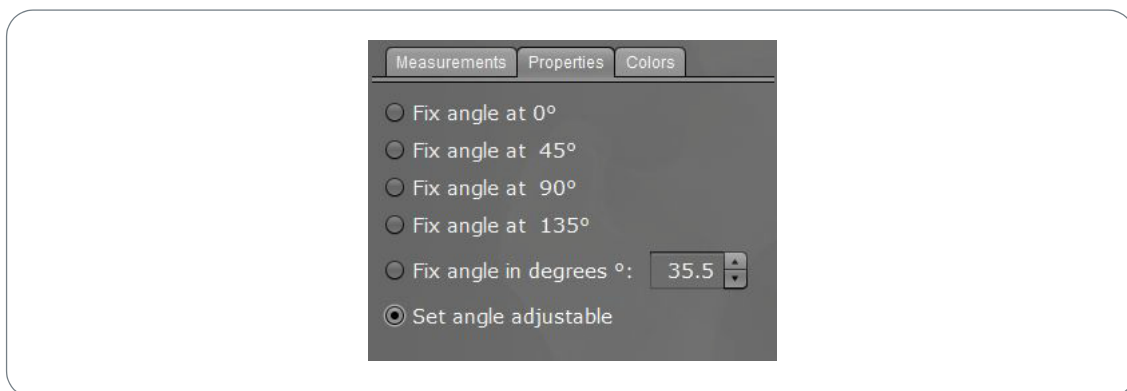 Measurements Properties Colors
Fix angle at 0º
Fix angle at 45º
Fix angle at 90º
Fix angle at 135º
Fix angle in degrees º: 35.5
Set angle adjustable